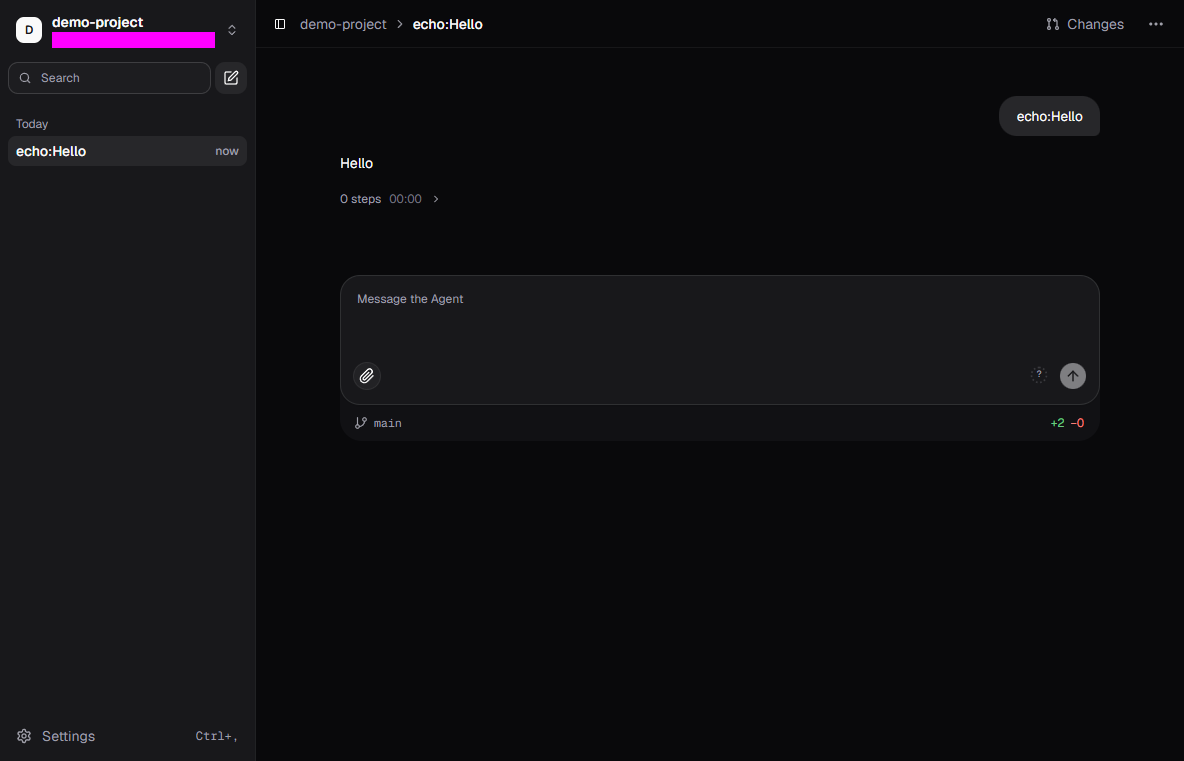 D
demo-project
Search
Today
echo:Hello now
Settings Ctrl+,
demo-project > echo:Hello
Changes
echo:Hello
Hello
0 steps 00:00
Message the Agent
?
main
+2 −0